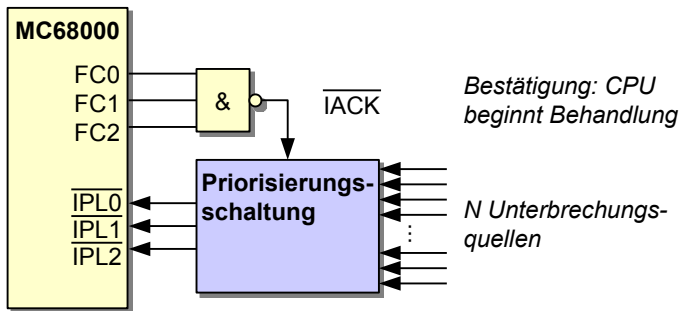 MC68000
FC0
FC1
FC2
&
IACK
Bestätigung: CPU
beginnt Behandlung
IPL0
IPL1
IPL2
Priorisierungs-
schaltung
N Unterbrechungs-
quellen
...